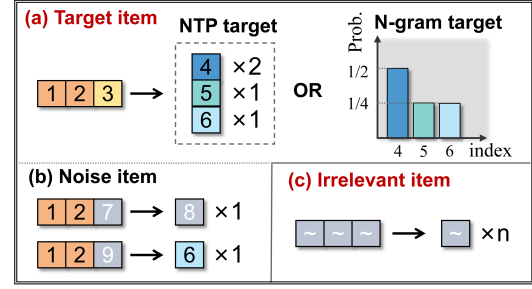 (a) Target item
NTP target
N-gram target
1 2 3
4 ×2
5 ×1
6 ×1
OR
Prob.
1/2
1/4
4 5 6 index
(b) Noise item
1 2 7 8 ×1
1 2 9 6 ×1
(c) Irrelevant item
~ ~ ~ ~ ×n